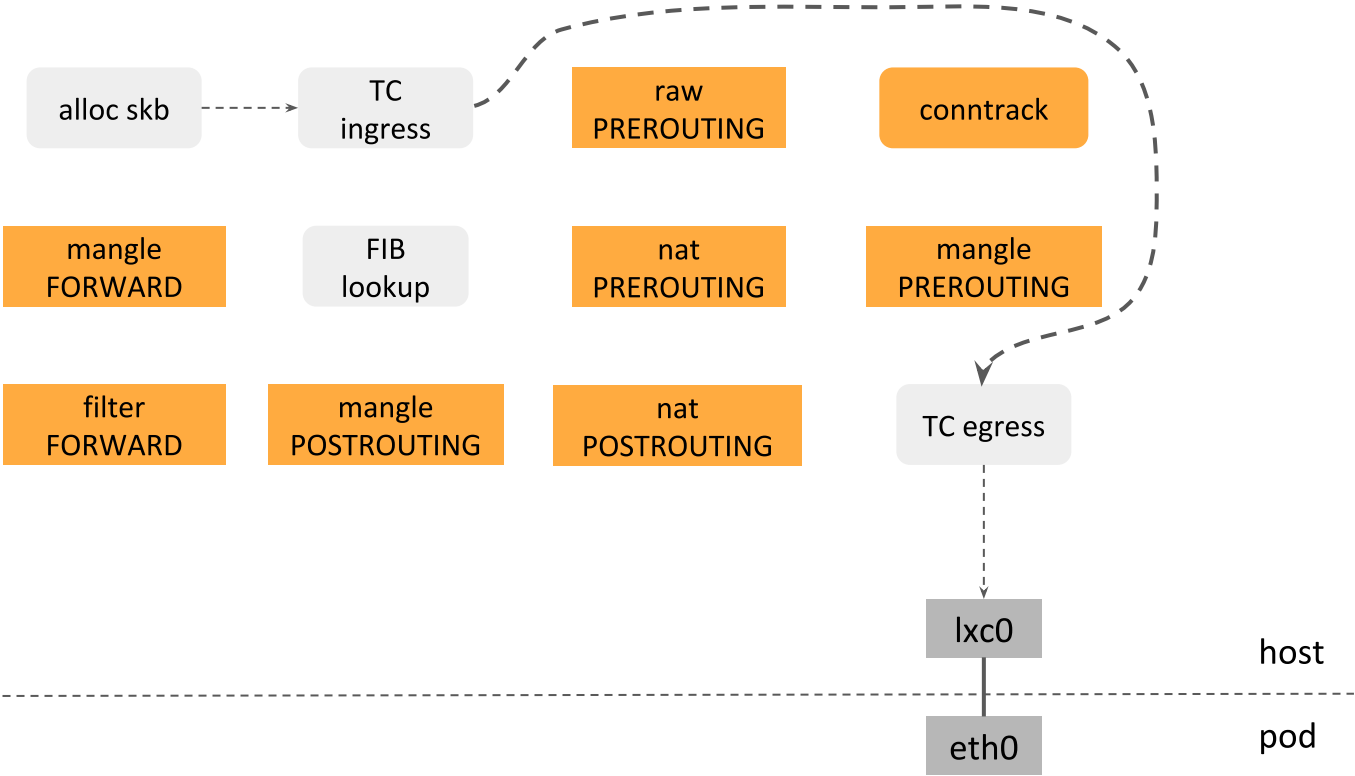 alloc skb
TC
ingress
raw
PREROUTING
conntrack
mangle
FORWARD
FIB
lookup
nat
PREROUTING
mangle
PREROUTING
filter
FORWARD
mangle
POSTROUTING
nat
POSTROUTING
TC egress
lxc0
host
eth0
pod